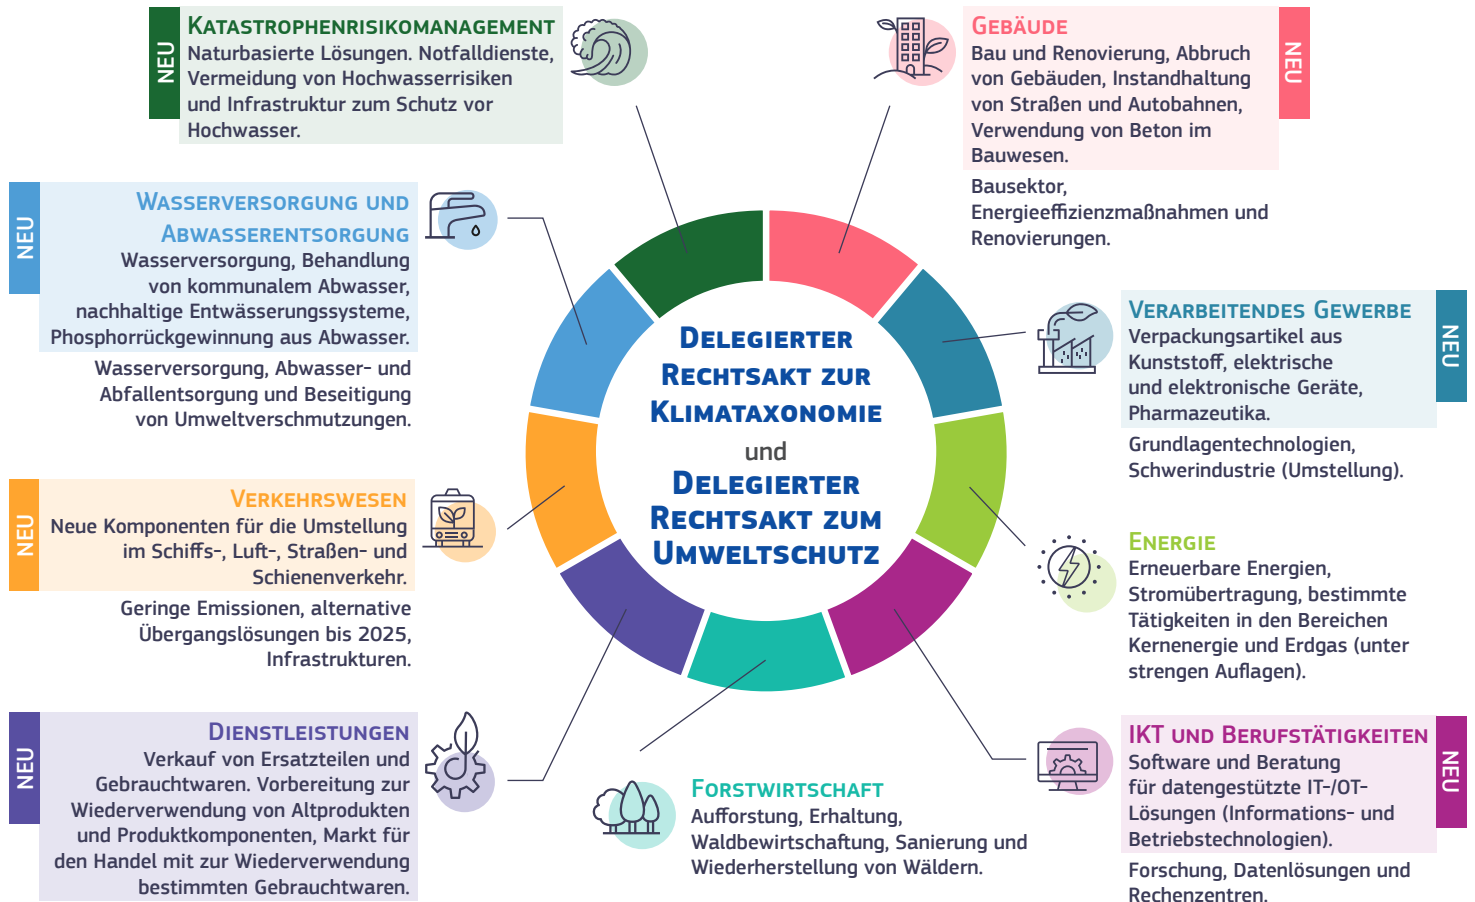 NEU
KATASTROPHENRISIKOMANAGEMENT
Naturbasierte Lösungen. Notfalldienste,
Vermeidung von Hochwasserrisiken
und Infrastruktur zum Schutz vor
Hochwasser.
GEBÄUDE
Bau und Renovierung, Abbruch
von Gebäuden, Instandhaltung
von Straßen und Autobahnen,
Verwendung von Beton im
Bauwesen.
NEU
Bausektor,
Energieeffizienzmaßnahmen und
Renovierungen.
NEU
WASSERVERSORGUNG UND
ABWASSERENTSORGUNG
Wasserversorgung, Behandlung
von kommunalem Abwasser,
nachhaltige Entwässerungssysteme,
Phosphorrückgewinnung aus Abwasser.
Wasserversorgung, Abwasser- und
Abfallentsorgung und Beseitigung
von Umweltverschmutzungen.
DELEGIERTER
RECHTSAKT ZUR
KLIMATAXONOMIE
und
DELEGIERTER
RECHTSAKT ZUM
UMWELTSCHUTZ
VERARBEITENDES GEWERBE
Verpackungsartikel aus
Kunststoff, elektrische
und elektronische Geräte,
Pharmazeutika.
NEU
Grundlagentechnologien,
Schwerindustrie (Umstellung).
NEU
VERKEHRSWESEN
Neue Komponenten für die Umstellung
im Schiffs-, Luft-, Straßen- und
Schienenverkehr.
Geringe Emissionen, alternative
Übergangslösungen bis 2025,
Infrastrukturen.
ENERGIE
Erneuerbare Energien,
Stromübertragung, bestimmte
Tätigkeiten in den Bereichen
Kernenergie und Erdgas (unter
strengen Auflagen).
NEU
DIENSTLEISTUNGEN
Verkauf von Ersatzteilen und
Gebrauchtwaren. Vorbereitung zur
Wiederverwendung von Altprodukten
und Produktkomponenten, Markt für
den Handel mit zur Wiederverwendung
bestimmten Gebrauchtwaren.
FORSTWIRTSCHAFT
Aufforstung, Erhaltung,
Waldbewirtschaftung, Sanierung und
Wiederherstellung von Wäldern.
IKT UND BERUFSTÄTIGKEITEN
Software und Beratung
für datengestützte IT-/OT-
Lösungen (Informations- und
Betriebstechnologien).
NEU
Forschung, Datenlösungen und
Rechenzentren.